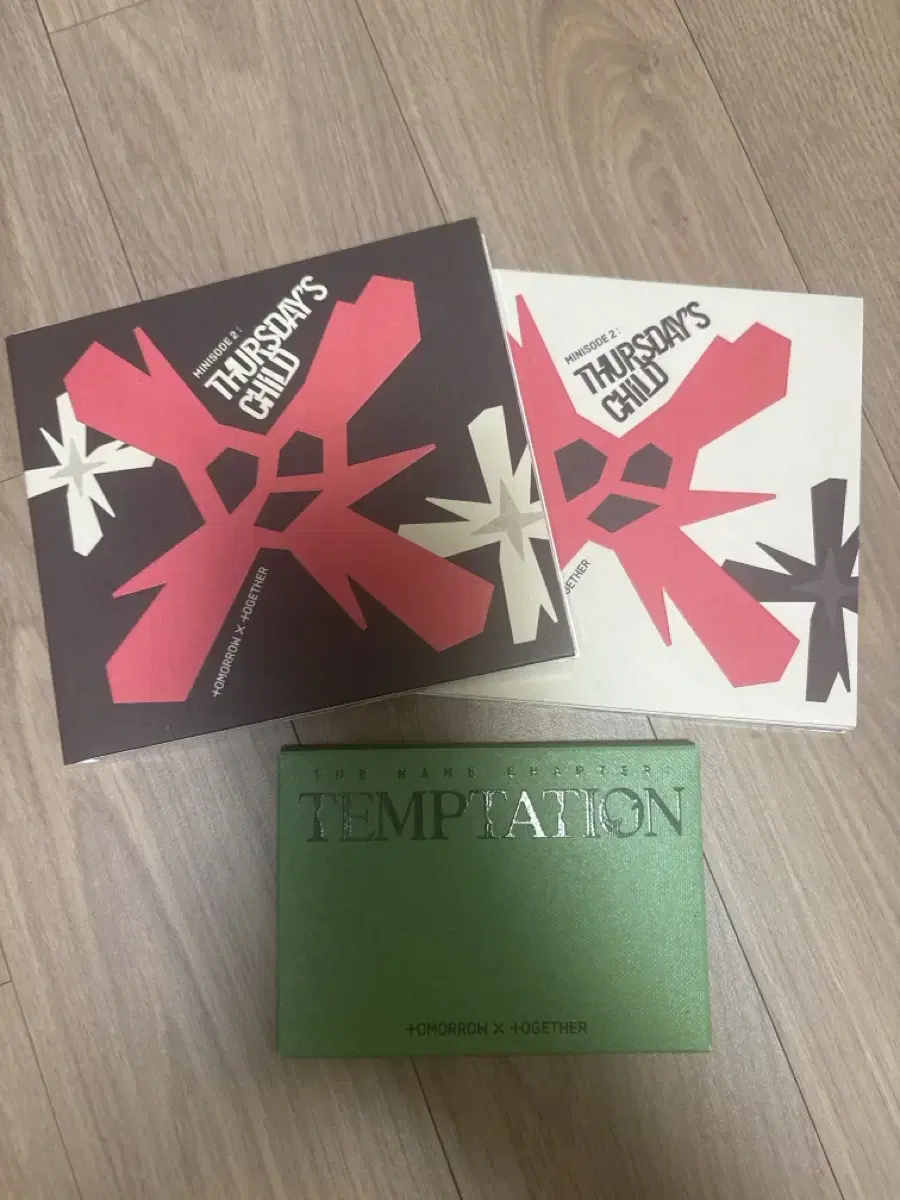 MINISODE 2:
THURSDAY'S
CHILD
TOMORROW X TOGETHER
MINISODE 2:
THURSDAY'S
CHILD
GETHER
THE NAME CHAPTER:
TEMPTATION
TOMORROW X TOGETHER